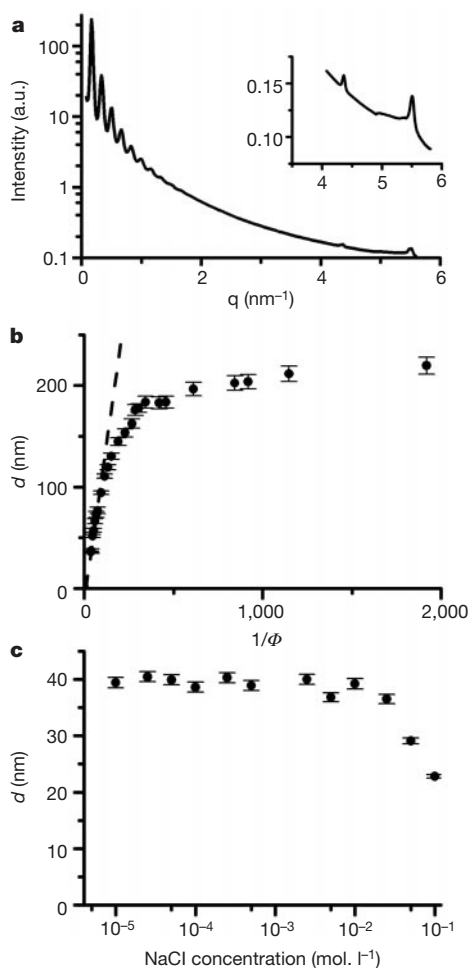 a
100
10
1
0.1
Intenstity (a.u.)
0.15
0.10
4 5 6
0 2 4 6
q (nm⁻¹)
b
200
100
0
d (nm)
0 1,000 2,000
1/Φ
c
40
30
20
10
0
d (nm)
10⁻⁵ 10⁻⁴ 10⁻³ 10⁻² 10⁻¹
NaCl concentration (mol. l⁻¹)